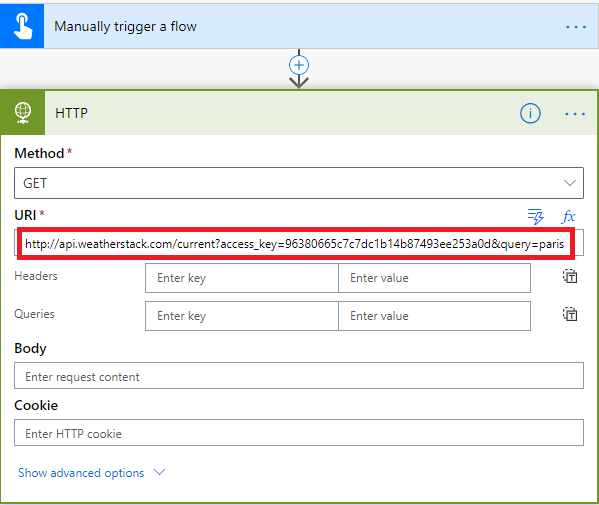 Manually trigger a flow
HTTP
Method *
GET
URI *
fx
http://api.weatherstack.com/current?access_key=96380665c7c7dc1b14b87493ee253a0d&query=paris
Headers Enter key Enter value
Queries Enter key Enter value
Body
Enter request content
Cookie
Enter HTTP cookie
Show advanced options